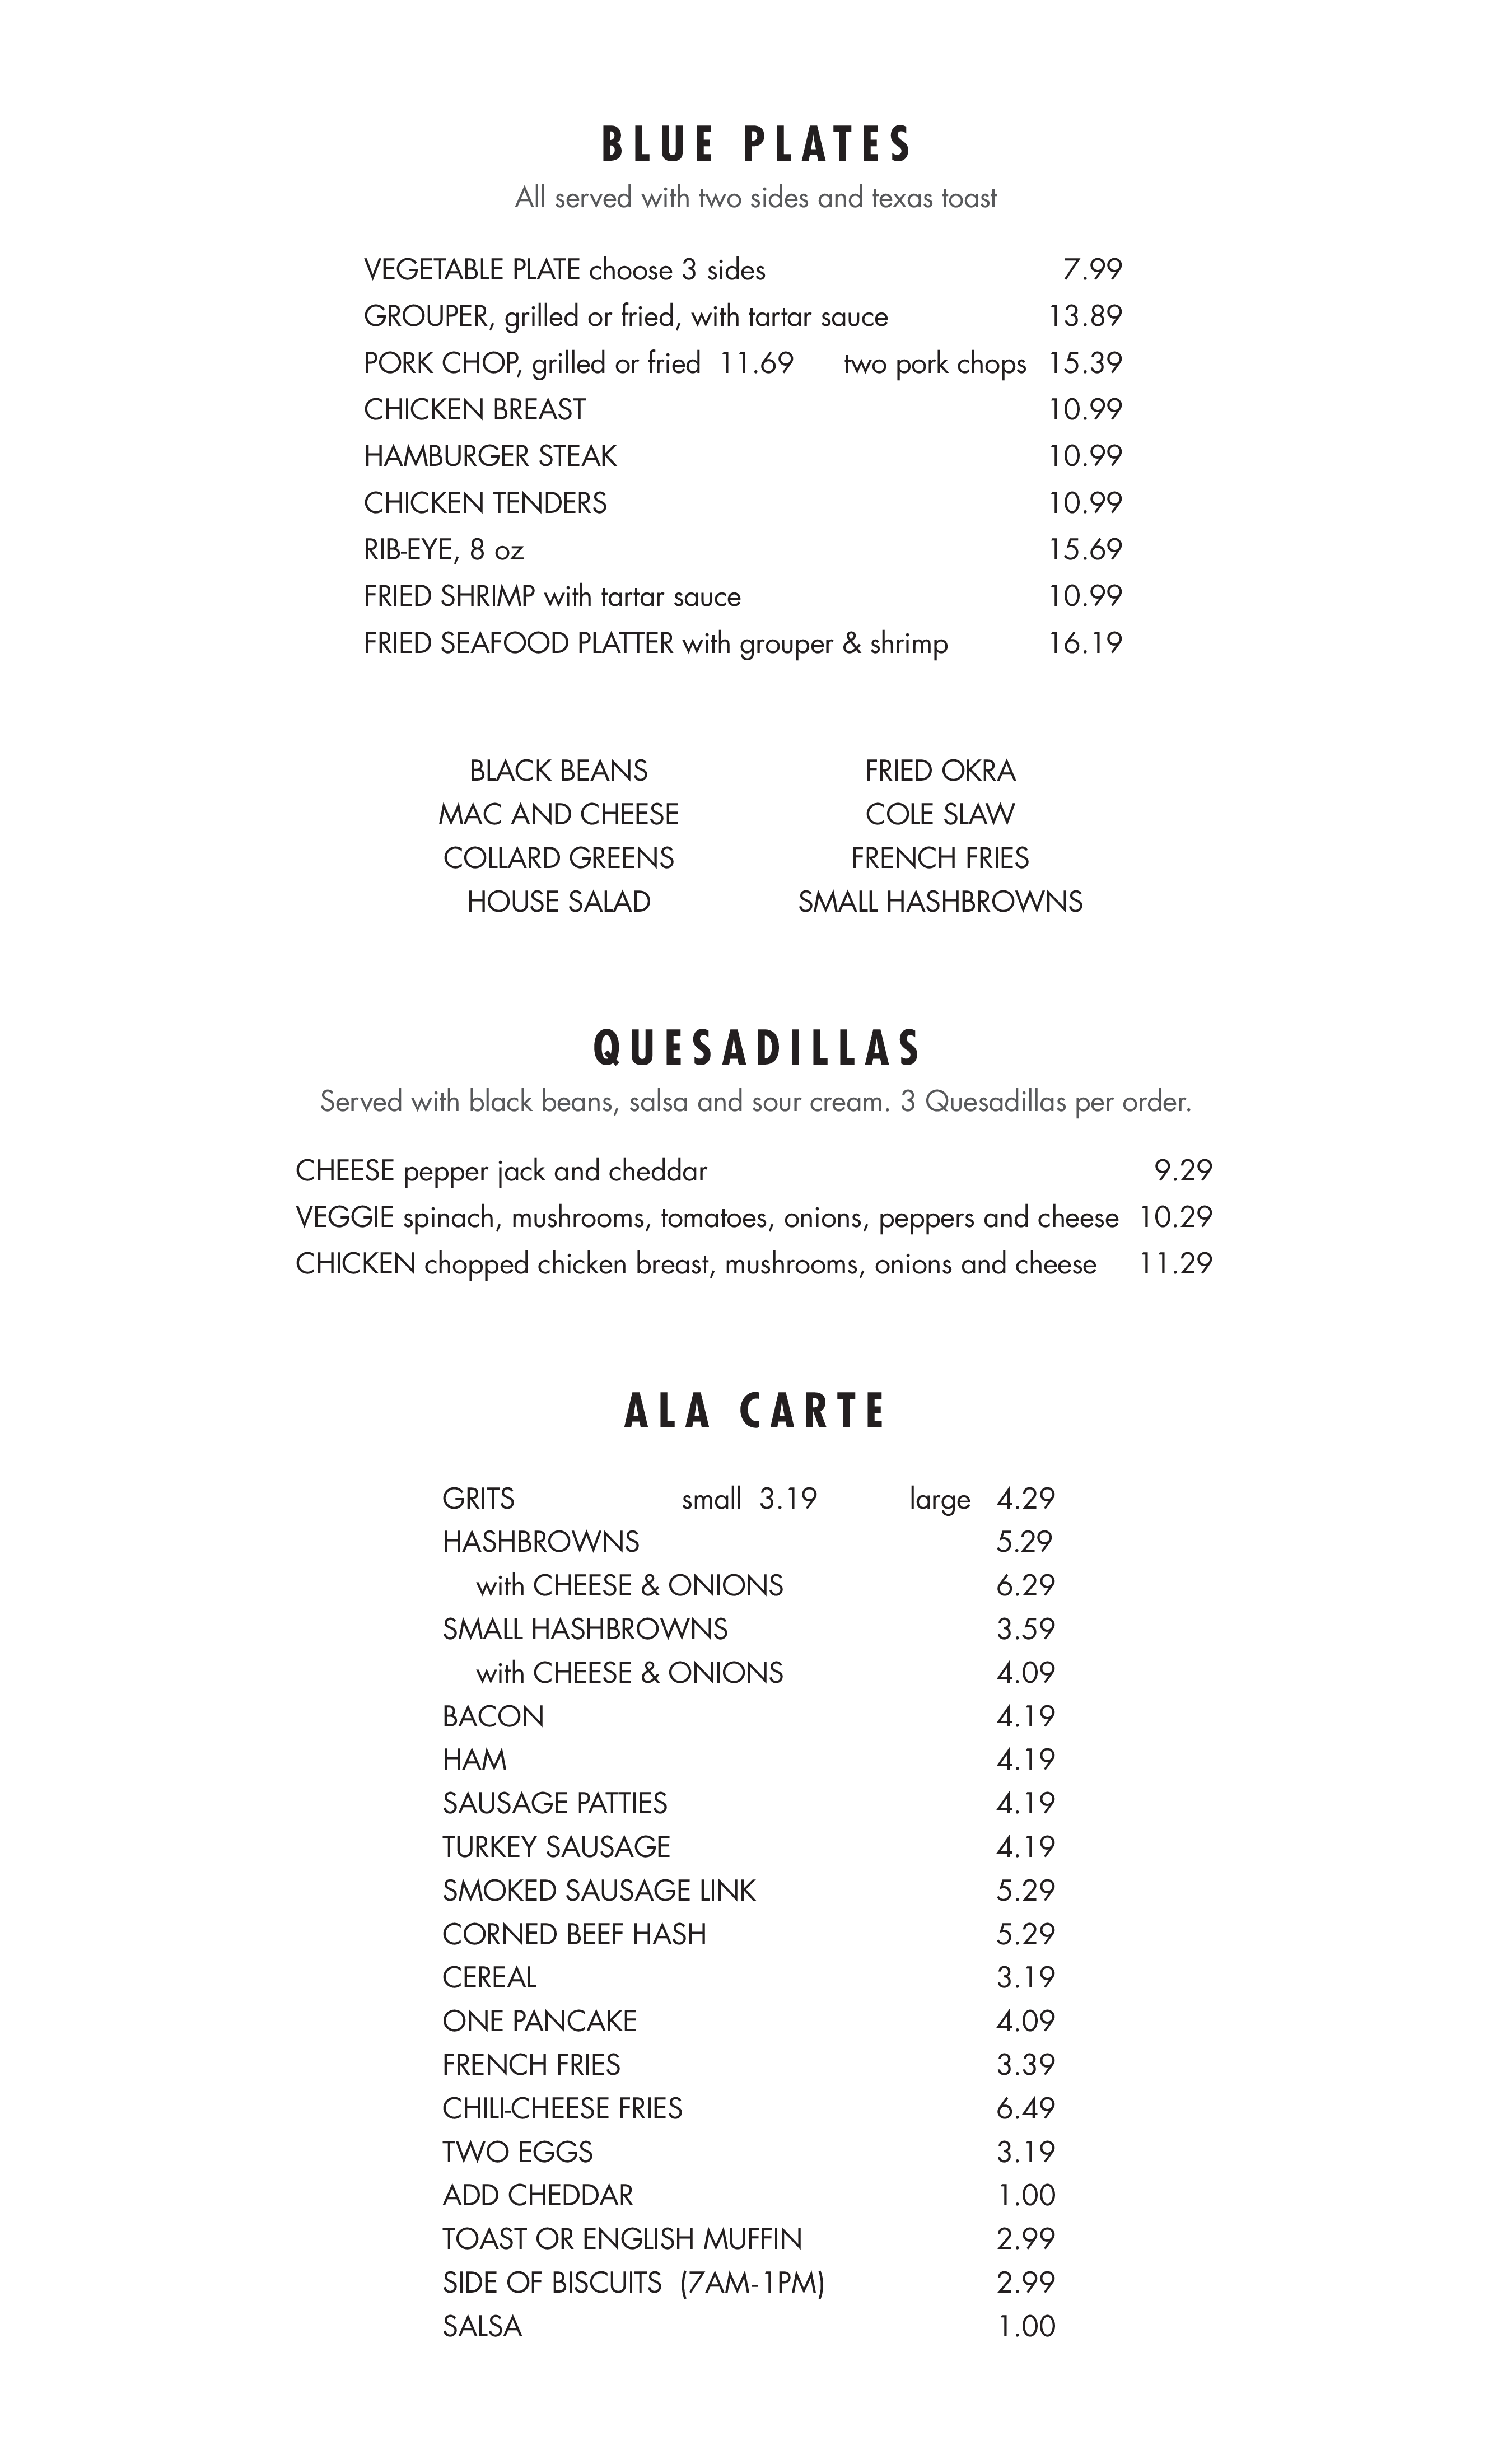 BLUE PLATES
All served with two sides and texas toast
VEGETABLE PLATE choose 3 sides 7.99
GROUPER, grilled or fried, with tartar sauce 13.89
PORK CHOP, grilled or fried 11.69 two pork chops 15.39
CHICKEN BREAST 10.99
HAMBURGER STEAK 10.99
CHICKEN TENDERS 10.99
RIB-EYE, 8 oz 15.69
FRIED SHRIMP with tartar sauce 10.99
FRIED SEAFOOD PLATTER with grouper & shrimp 16.19
BLACK BEANS FRIED OKRA
MAC AND CHEESE COLE SLAW
COLLARD GREENS FRENCH FRIES
HOUSE SALAD SMALL HASHBROWNS
QUESADILLAS
Served with black beans, salsa and sour cream. 3 Quesadillas per order.
CHEESE pepper jack and cheddar 9.29
VEGGIE spinach, mushrooms, tomatoes, onions, peppers and cheese 10.29
CHICKEN chopped chicken breast, mushrooms, onions and cheese 11.29
ALA CARTE
GRITS small 3.19 large 4.29
HASHBROWNS 5.29
with CHEESE & ONIONS 6.29
SMALL HASHBROWNS 3.59
with CHEESE & ONIONS 4.09
BACON 4.19
HAM 4.19
SAUSAGE PATTIES 4.19
TURKEY SAUSAGE 4.19
SMOKED SAUSAGE LINK 5.29
CORNED BEEF HASH 5.29
CEREAL 3.19
ONE PANCAKE 4.09
FRENCH FRIES 3.39
CHILI-CHEESE FRIES 6.49
TWO EGGS 3.19
ADD CHEDDAR 1.00
TOAST OR ENGLISH MUFFIN 2.99
SIDE OF BISCUITS (7AM-1PM) 2.99
SALSA 1.00